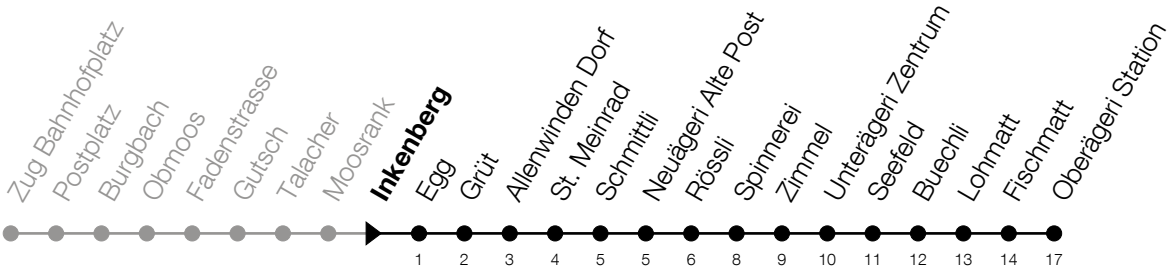 Zug Bahnhofplatz
Postplatz
Burgbach
Obmoos
Fadenstrasse
Gutsch
Talacher
Moosrank
Inkenberg
Egg
Grüt
Allenwinden Dorf
St. Meinrad
Schmittli
Neuägeri Alte Post
Rössli
Spinnerei
Zimmel
Unterägeri Zentrum
Seefeld
Buechli
Lohmatt
Fischmatt
Oberägeri Station
1 2 3 4 5 5 6 8 9 10 11 12 13 14 17